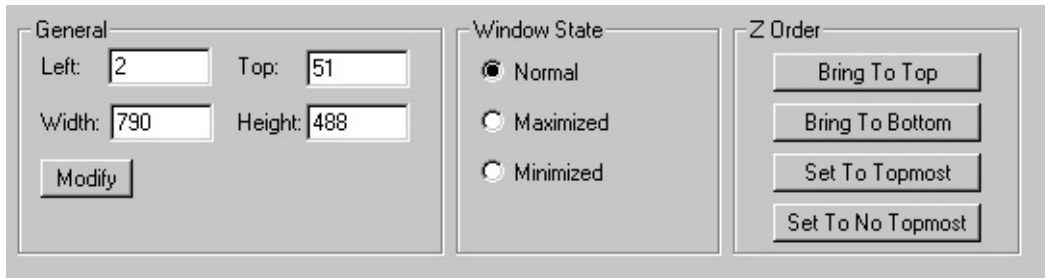 General
Left: 2 Top: 51
Width: 790 Height: 488
Modify
Window State
Normal
Maximized
Minimized
Z Order
Bring To Top
Bring To Bottom
Set To Topmost
Set To No Topmost